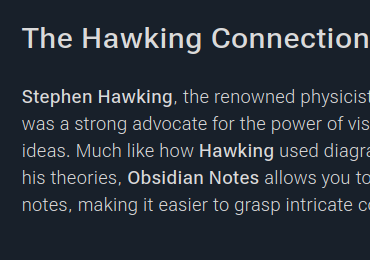 The Hawking Connection
Stephen Hawking, the renowned physicist
was a strong advocate for the power of vis
ideas. Much like how Hawking used diagra
his theories, Obsidian Notes allows you to
notes, making it easier to grasp intricate co